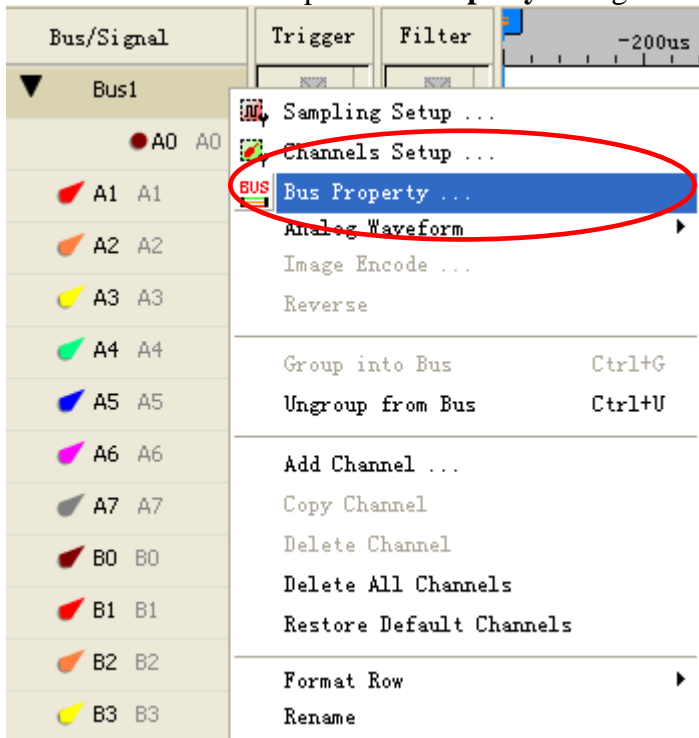 Bus/Signal Trigger Filter -200us
Bus1
A0 A0
A1 A1
A2 A2
A3 A3
A4 A4
A5 A5
A6 A6
A7 A7
B0 B0
B1 B1
B2 B2
B3 B3
Sampling Setup ...
Channels Setup ...
BUS Bus Property ...
Analog Waveform
Image Encode ...
Reverse
Group into Bus Ctrl+G
Ungroup from Bus Ctrl+U
Add Channel ...
Copy Channel
Delete Channel
Delete All Channels
Restore Default Channels
Format Row
Rename